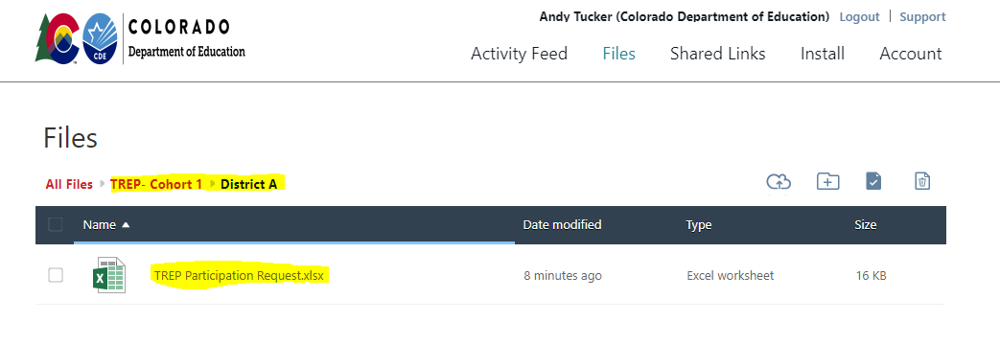 Andy Tucker (Colorado Department of Education) Logout | Support
COLORADO
Department of Education
CDE
TM
Activity Feed Files Shared Links Install Account
Files
All Files TREP- Cohort 1 District A
Name Date modified Type Size
TREP Participation Request.xlsx 8 minutes ago Excel worksheet 16 KB